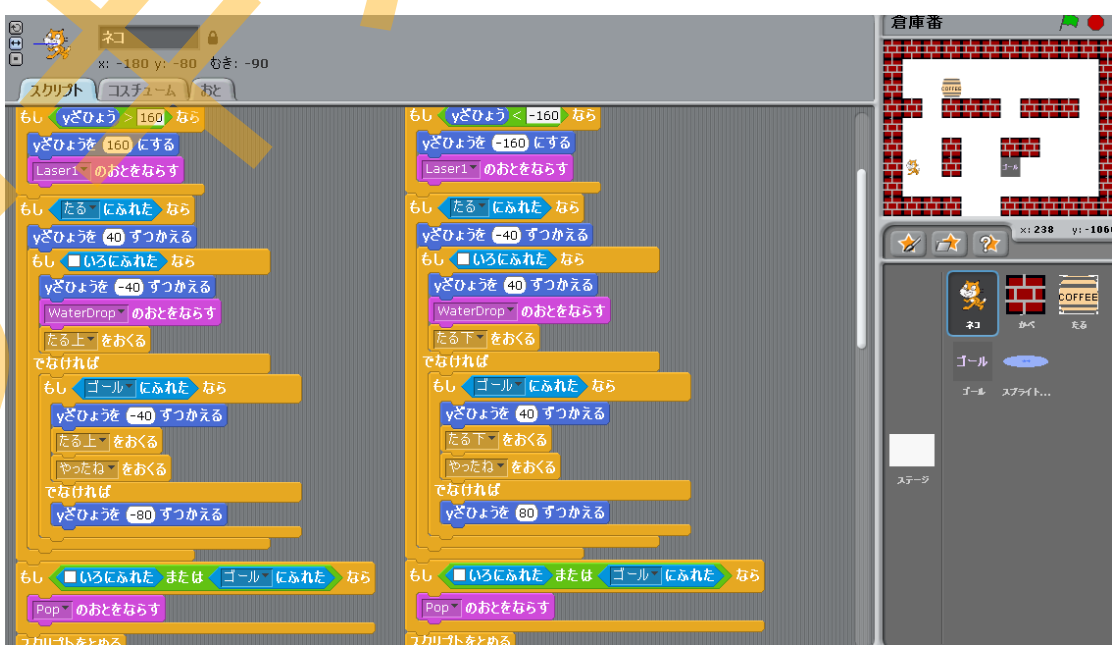 ネコ
x: -180 y: -80 むき: -90
スクリプト コスチューム おと
もし yざひょう > 160 なら
yざひょうを 160 にする
Laser1 のおとをならす
もし たる にふれた なら
yざひょうを 40 ずつかえる
もし いろにふれた なら
yざひょうを -40 ずつかえる
WaterDrop のおとをならす
たる上 をおくる
でなければ
もし ゴール にふれた なら
yざひょうを -40 ずつかえる
たる上 をおくる
やったね をおくる
でなければ
yざひょうを -80 ずつかえる
もし いろにふれた または ゴール にふれた なら
Pop のおとをならす
スクリプトをとめる
もし yざひょう < -160 なら
yざひょうを -160 にする
Laser1 のおとをならす
もし たる にふれた なら
yざひょうを -40 ずつかえる
もし いろにふれた なら
yざひょうを 40 ずつかえる
WaterDrop のおとをならす
たる下 をおくる
でなければ
もし ゴール にふれた なら
yざひょうを 40 ずつかえる
たる下 をおくる
やったね をおくる
でなければ
yざひょうを 80 ずつかえる
もし いろにふれた または ゴール にふれた なら
Pop のおとをならす
スクリプトをとめる
倉庫番
COFFEE
ゴール
x: 238 y: -106
COFFEE
ネコ かべ たる
ゴール
ゴール スプライト...
ステージ